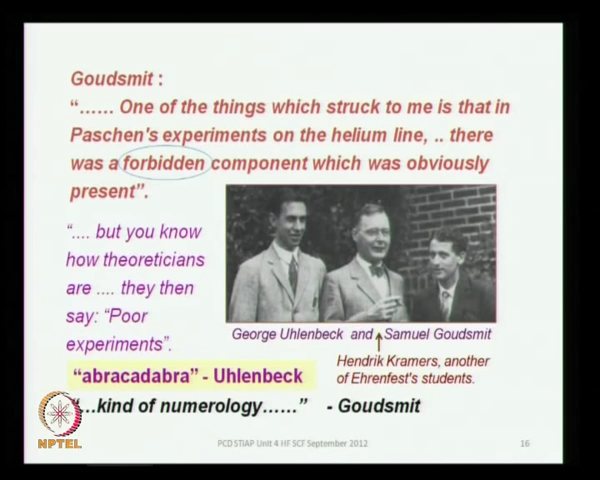 Goudsmit :
“...... One of the things which struck to me is that in
Paschen's experiments on the helium line, .. there
was a forbidden component which was obviously
present”.
“.... but you know
how theoreticians
are .... they then
say: “Poor
experiments”.
George Uhlenbeck and Samuel Goudsmit
Hendrik Kramers, another
of Ehrenfest's students.
“abracadabra” - Uhlenbeck
“...kind of numerology......” - Goudsmit
NPTEL
PCD STIAP Unit 4 HF SCF September 2012
16